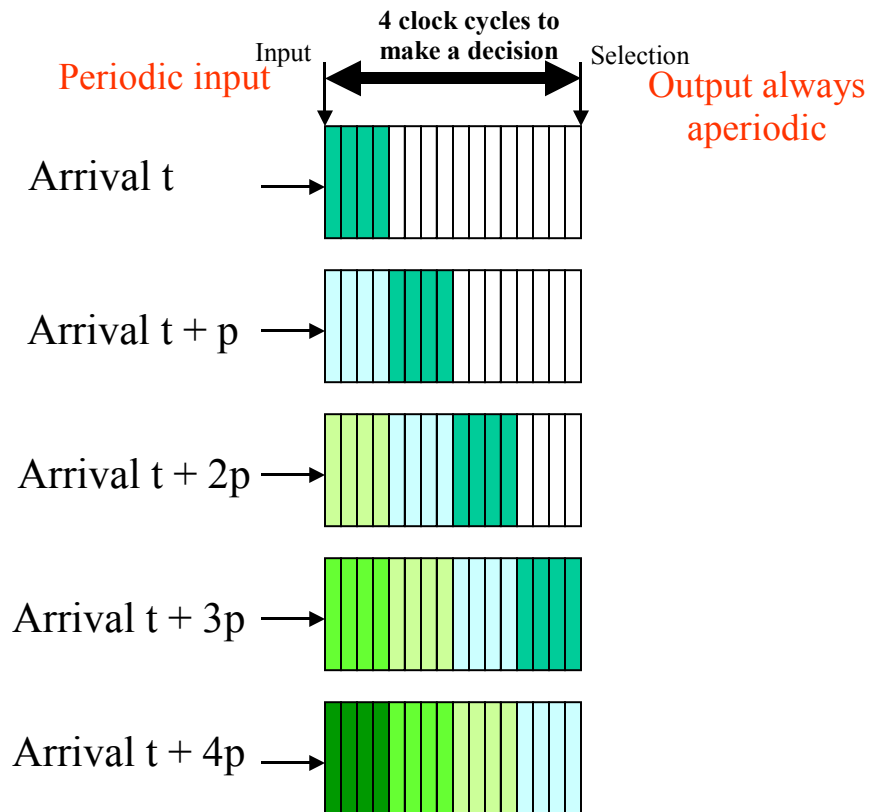 4 clock cycles to
make a decision
Input
Selection
Periodic input
Output always
aperiodic
Arrival t
Arrival t + p
Arrival t + 2p
Arrival t + 3p
Arrival t + 4p